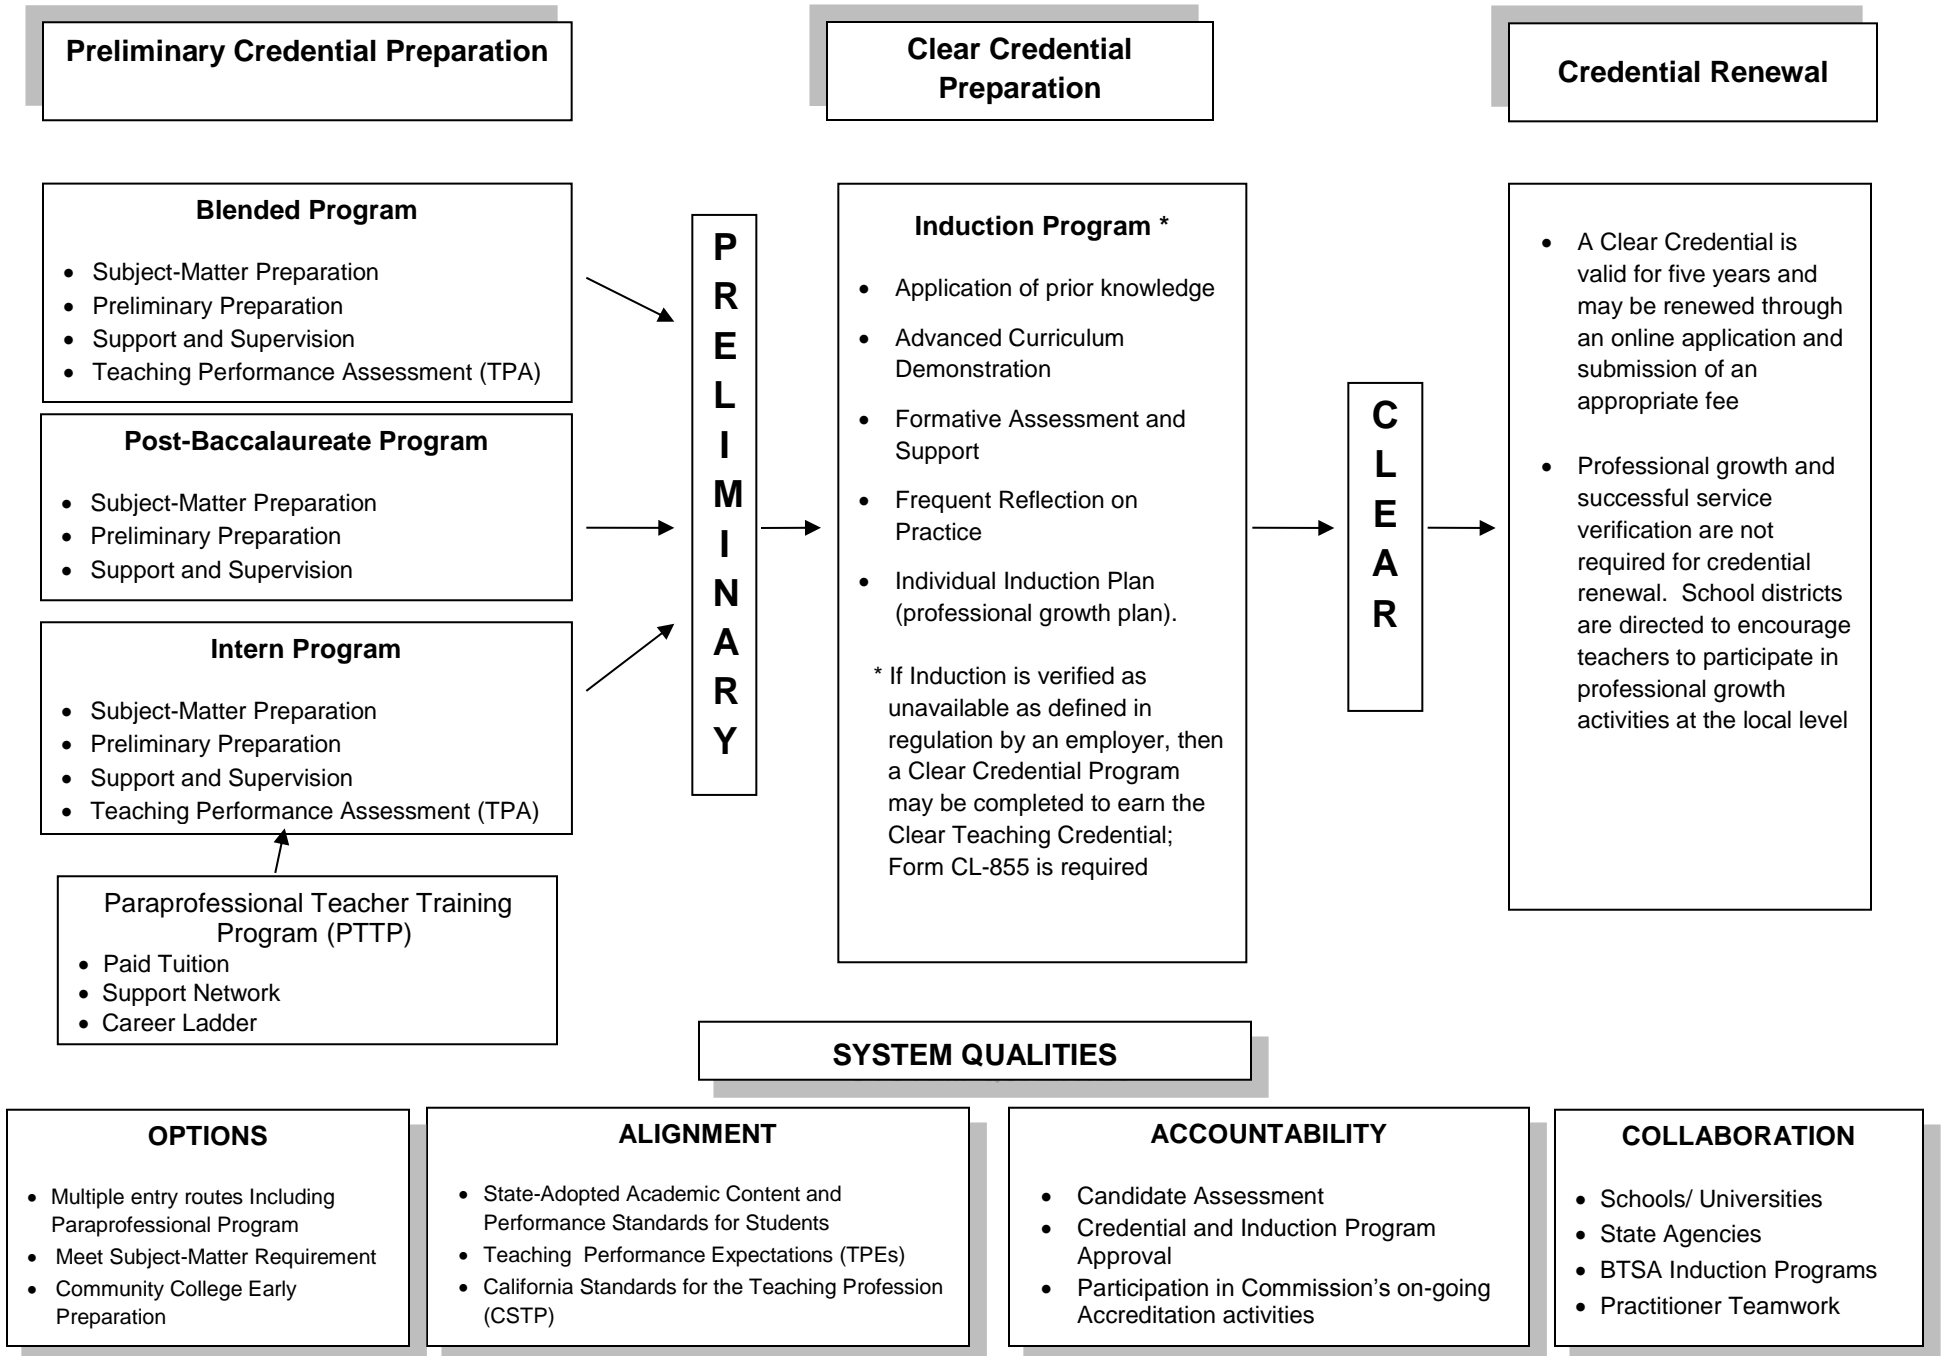 Preliminary Credential Preparation
Clear Credential
Preparation
Credential Renewal
Blended Program
• Subject-Matter Preparation
• Preliminary Preparation
• Support and Supervision
• Teaching Performance Assessment (TPA)
Post-Baccalaureate Program
• Subject-Matter Preparation
• Preliminary Preparation
• Support and Supervision
Intern Program
• Subject-Matter Preparation
• Preliminary Preparation
• Support and Supervision
• Teaching Performance Assessment (TPA)
Paraprofessional Teacher Training
Program (PTTP)
• Paid Tuition
• Support Network
• Career Ladder
P
R
E
L
I
M
I
N
A
R
Y
Induction Program *
• Application of prior knowledge
• Advanced Curriculum
Demonstration
• Formative Assessment and
Support
• Frequent Reflection on
Practice
• Individual Induction Plan
(professional growth plan).
* If Induction is verified as
unavailable as defined in
regulation by an employer, then
a Clear Credential Program
may be completed to earn the
Clear Teaching Credential;
Form CL-855 is required
C
L
E
A
R
• A Clear Credential is
valid for five years and
may be renewed through
an online application and
submission of an
appropriate fee
• Professional growth and
successful service
verification are not
required for credential
renewal.  School districts
are directed to encourage
teachers to participate in
professional growth
activities at the local level
SYSTEM QUALITIES
OPTIONS
• Multiple entry routes Including
Paraprofessional Program
• Meet Subject-Matter Requirement
• Community College Early
Preparation
ALIGNMENT
• State-Adopted Academic Content and
Performance Standards for Students
• Teaching  Performance Expectations (TPEs)
• California Standards for the Teaching Profession
(CSTP)
ACCOUNTABILITY
• Candidate Assessment
• Credential and Induction Program
Approval
• Participation in Commission's on-going
Accreditation activities
COLLABORATION
• Schools/ Universities
• State Agencies
• BTSA Induction Programs
• Practitioner Teamwork